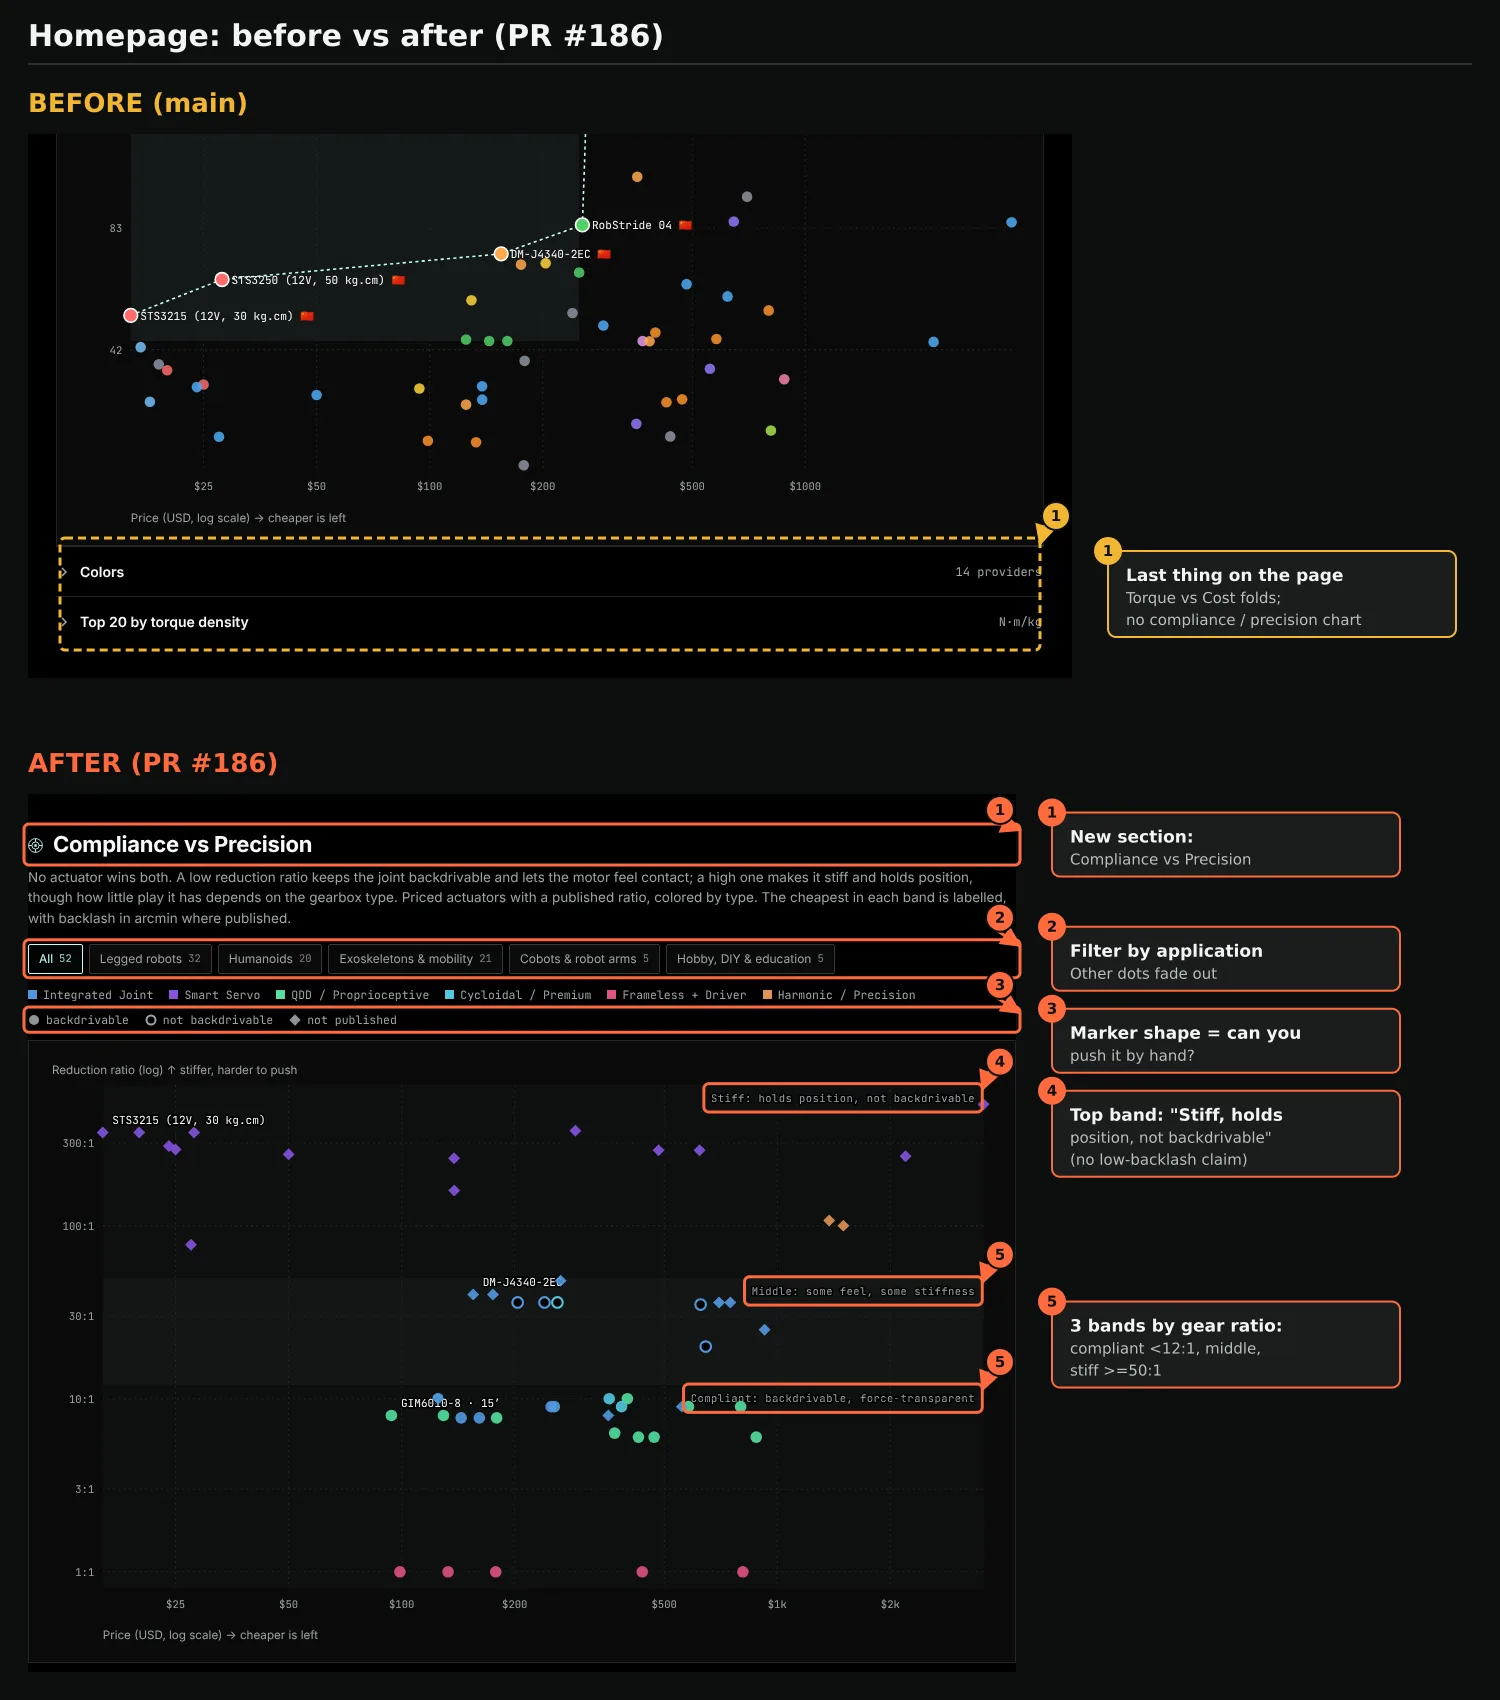 Homepage: before vs after (PR #186)
BEFORE (main)
83
42
RobStride 04 🇨🇳
DM-J4340-2EC 🇨🇳
STS3250 (12V, 50 kg.cm) 🇨🇳
STS3215 (12V, 30 kg.cm) 🇨🇳
$25 $50 $100 $200 $500 $1000
Price (USD, log scale) → cheaper is left
1
Colors 14 providers
Top 20 by torque density N·m/kg
1
Last thing on the page
Torque vs Cost folds;
no compliance / precision chart
AFTER (PR #186)
1
Compliance vs Precision
No actuator wins both. A low reduction ratio keeps the joint backdrivable and lets the motor feel contact; a high one makes it stiff and holds position,
though how little play it has depends on the gearbox type. Priced actuators with a published ratio, colored by type. The cheapest in each band is labelled,
with backlash in arcmin where published.
2
All 52 Legged robots 32 Humanoids 20 Exoskeletons & mobility 21 Cobots & robot arms 5 Hobby, DIY & education 5
3
Integrated Joint Smart Servo QDD / Proprioceptive Cycloidal / Premium Frameless + Driver Harmonic / Precision
backdrivable not backdrivable not published
Reduction ratio (log) ↑ stiffer, harder to push
4
Stiff: holds position, not backdrivable
STS3215 (12V, 30 kg.cm)
300:1
100:1
5
DM-J4340-2EC
Middle: some feel, some stiffness
30:1
5
Compliant: backdrivable, force-transparent
GIM6010-8 · 15′
10:1
3:1
1:1
$25 $50 $100 $200 $500 $1k $2k
Price (USD, log scale) → cheaper is left
1
New section:
Compliance vs Precision
2
Filter by application
Other dots fade out
3
Marker shape = can you
push it by hand?
4
Top band: "Stiff, holds
position, not backdrivable"
(no low-backlash claim)
5
3 bands by gear ratio:
compliant <12:1, middle,
stiff >=50:1